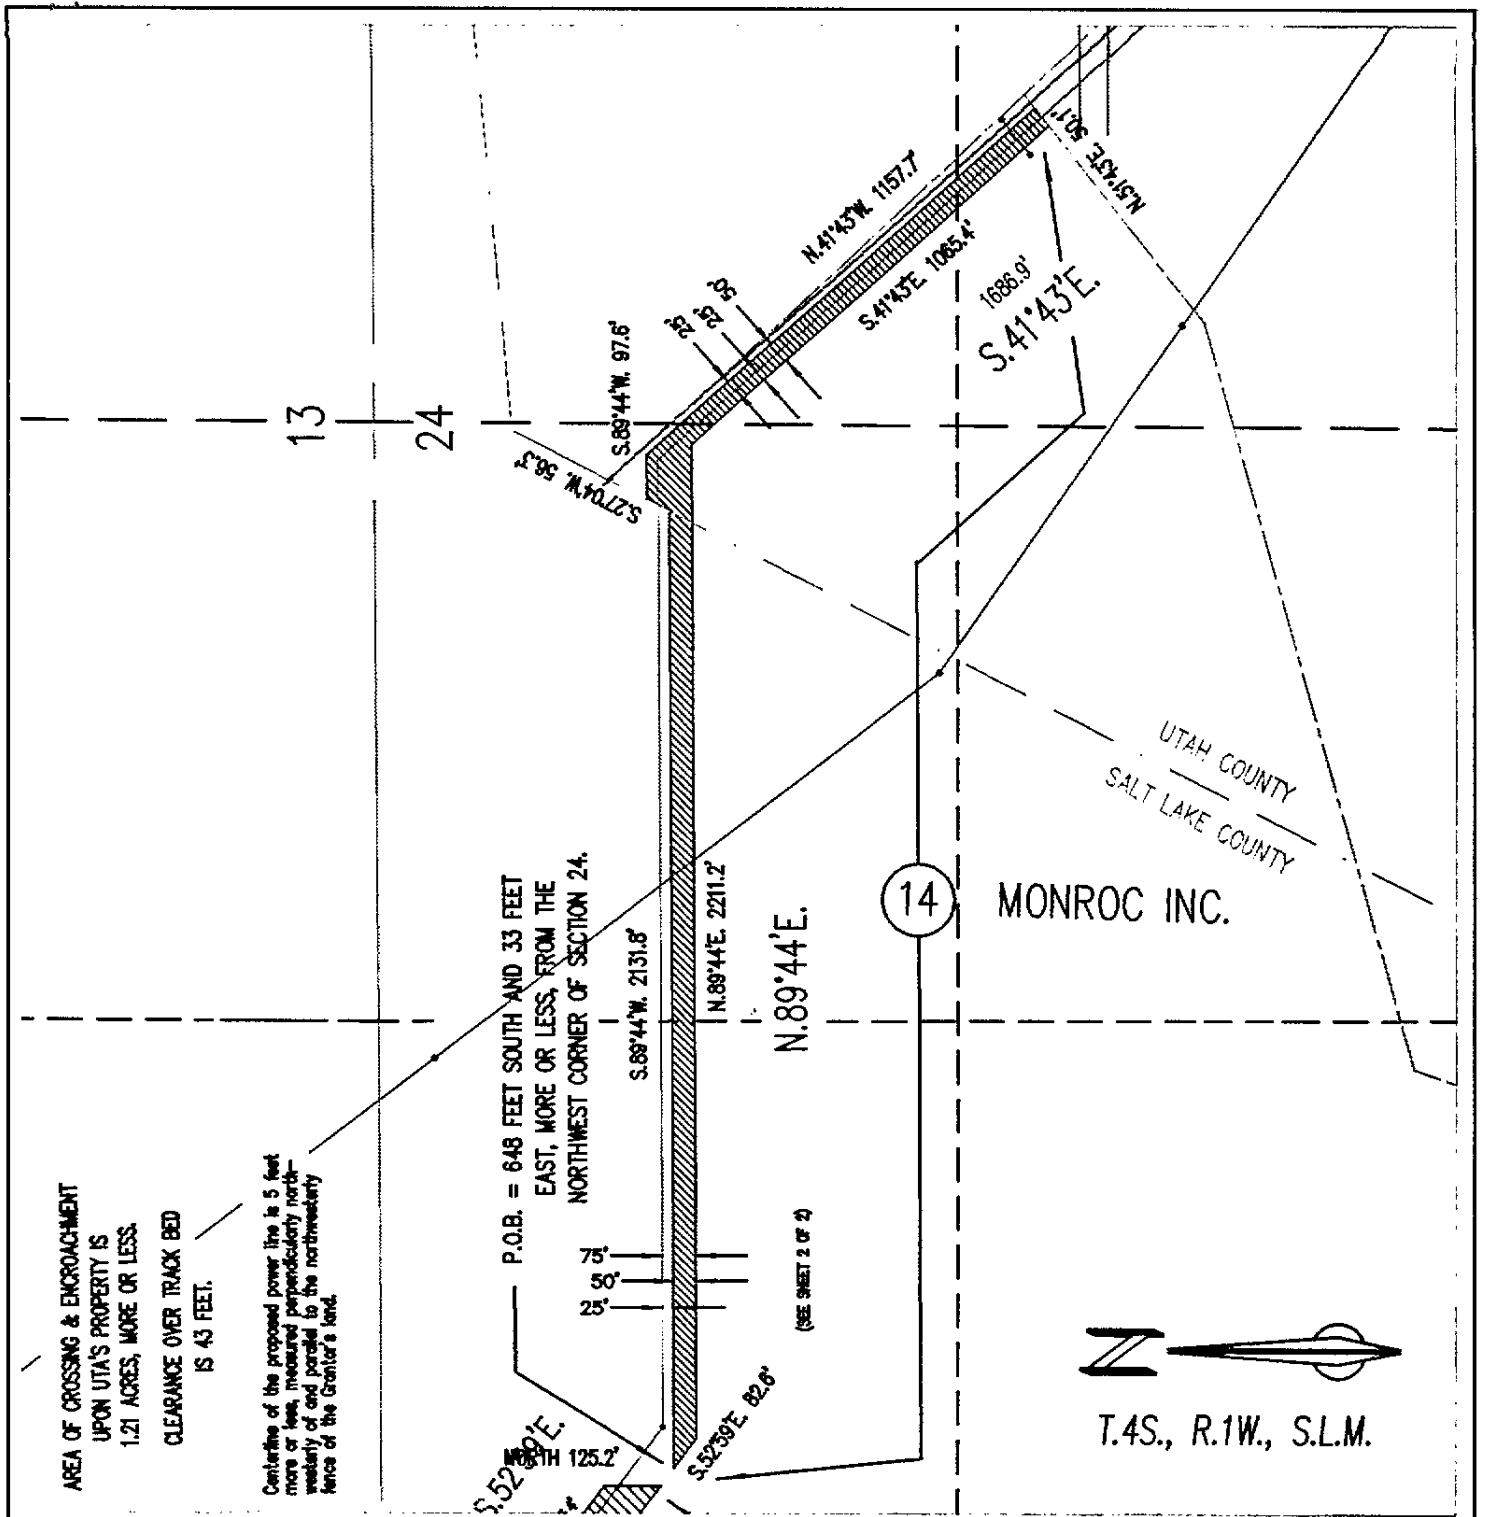 13
24
N.41°43'W. 1157.7'
S.41°43'E. 1065.4'
N.51°43'E. 50.1'
1686.9'
S.41°43'E.
50'
25'
25'
S.89°44'W. 97.6'
S.27°04'W. 56.3'
UTAH COUNTY
SALT LAKE COUNTY
14
MONROC INC.
P.O.B. = 648 FEET SOUTH AND 33 FEET
EAST, MORE OR LESS, FROM THE
NORTHWEST CORNER OF SECTION 24.
S.89°44'W. 2131.8'
N.89°44'E. 2211.2'
N.89°44'E.
AREA OF CROSSING & ENCROACHMENT
UPON UTA'S PROPERTY IS
1.21 ACRES, MORE OR LESS.
CLEARANCE OVER TRACK BED
IS 43 FEET.
Centerline of the proposed power line is 5 feet
more or less, measured perpendicularly north-
westerly of and parallel to the northwesterly
fence of the Grantor's land.
75'
50'
25'
(SEE SHEET 2 OF 2)
S.52°59'E.
NORTH 125.2'
S.52°59'E. 82.6'
N
T.4S., R.1W., S.L.M.